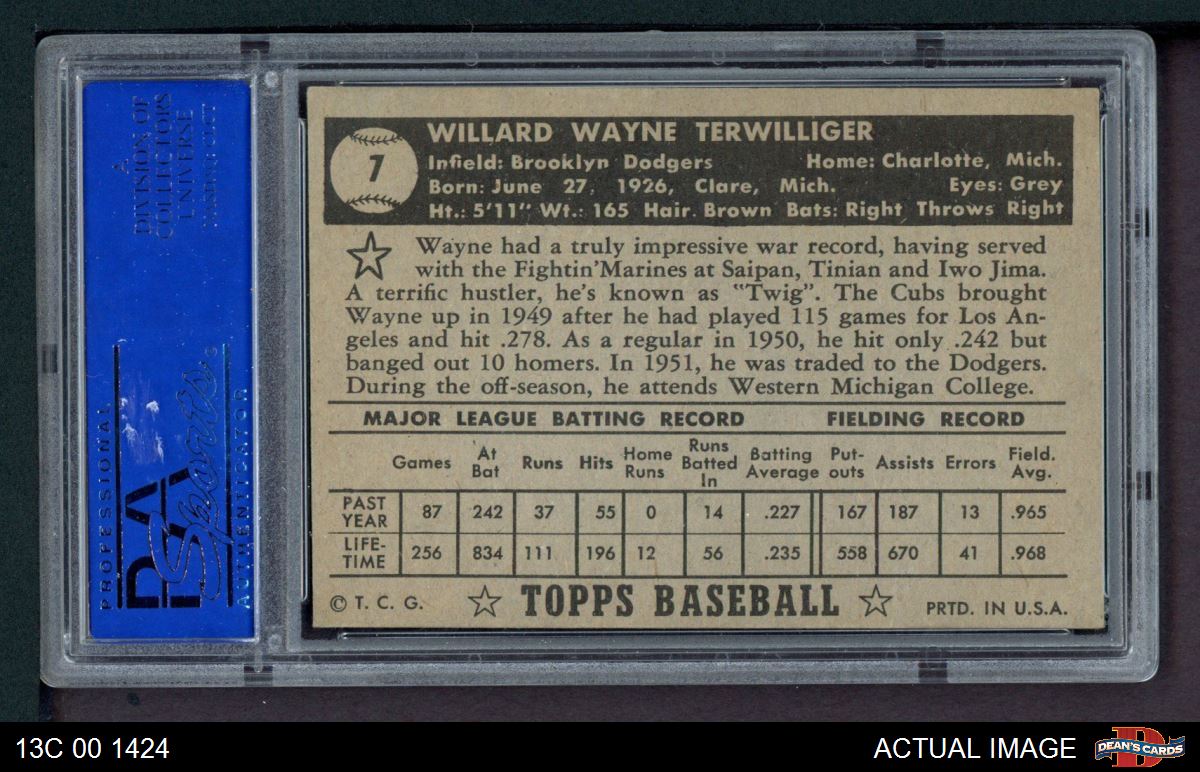 A
DIVISION OF
COLLECTORS
UNIVERSE
PROFESSIONAL
PSA
Sports
AUTHENTICATOR
7
WILLARD WAYNE TERWILLIGER
Infield: Brooklyn Dodgers Home: Charlotte, Mich.
Born: June 27, 1926, Clare, Mich. Eyes: Grey
Ht.: 5'11" Wt.: 165 Hair. Brown Bats: Right Throws Right
Wayne had a truly impressive war record, having served
with the Fightin'Marines at Saipan, Tinian and Iwo Jima.
A terrific hustler, he's known as "Twig". The Cubs brought
Wayne up in 1949 after he had played 115 games for Los An-
geles and hit .278. As a regular in 1950, he hit only .242 but
banged out 10 homers. In 1951, he was traded to the Dodgers.
During the off-season, he attends Western Michigan College.
MAJOR LEAGUE BATTING RECORD FIELDING RECORD
Games At Bat Runs Hits Home Runs Runs Batted In Batting Average Put-outs Assists Errors Field. Avg.
PAST YEAR 87 242 37 55 0 14 .227 167 187 13 .965
LIFE-TIME 256 834 111 196 12 56 .235 558 670 41 .968
© T. C. G. TOPPS BASEBALL PRTD. IN U.S.A.
13C 00 1424 ACTUAL IMAGE DEAN'S CARDS